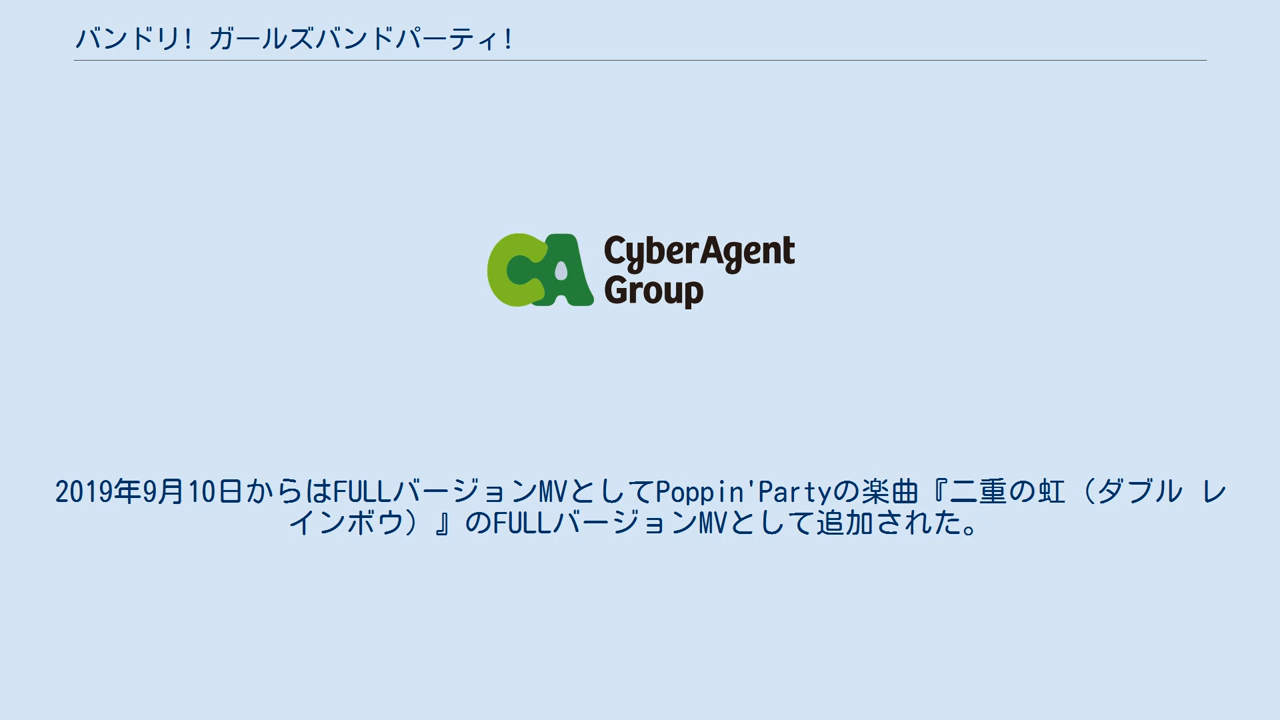 バンドリ! ガールズバンドパーティ!
CA CyberAgent
Group
2019年9月10日からはFULLバージョンMVとしてPoppin'Partyの楽曲『二重の虹（ダブル レ
インボウ）』のFULLバージョンMVとして追加された。